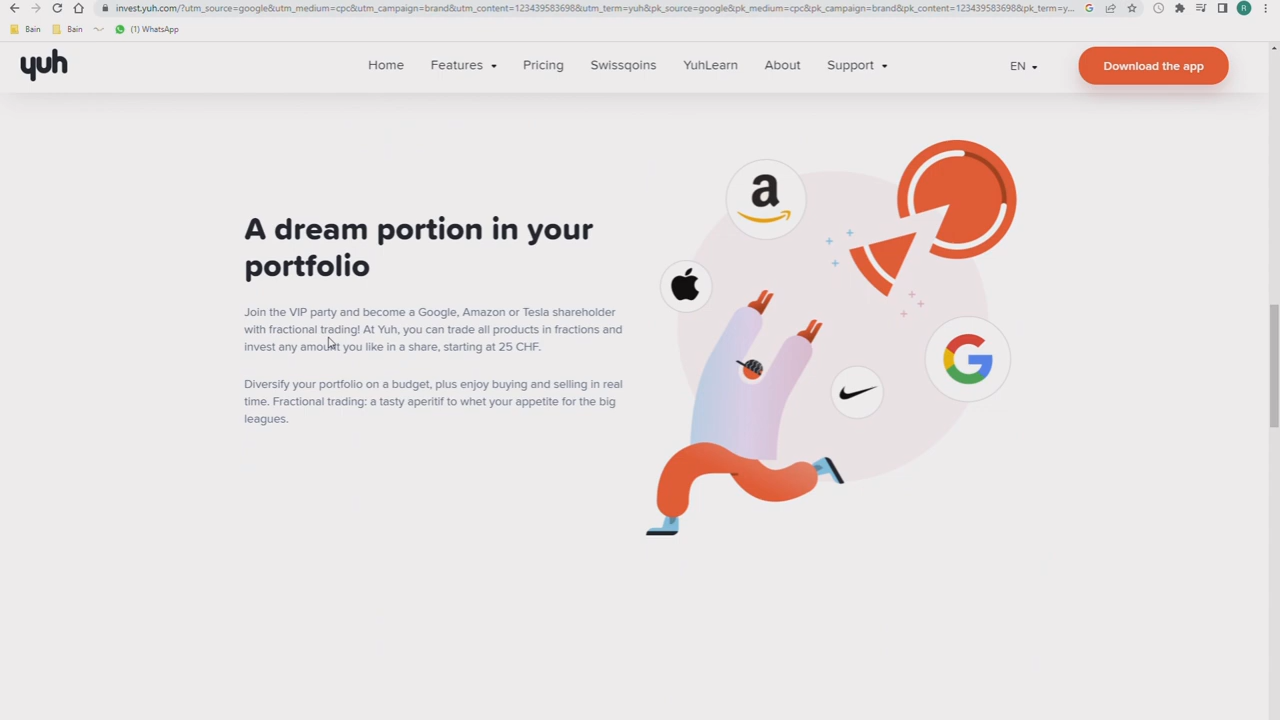 invest.yuh.com/?utm_source=google&utm_medium=cpc&utm_campaign=brand&utm_content=123439583698&utm_term=yuh&pk_source=google&pk_medium=cpc&pk_campaign=brand&pk_content=123439583698&pk_term=y...
Bain
Bain
(1) WhatsApp
R
yuh
Home
Features
Pricing
Swissqoins
YuhLearn
About
Support
EN
Download the app
A dream portion in your
portfolio
Join the VIP party and become a Google, Amazon or Tesla shareholder
with fractional trading! At Yuh, you can trade all products in fractions and
invest any amount you like in a share, starting at 25 CHF.
Diversify your portfolio on a budget, plus enjoy buying and selling in real
time. Fractional trading: a tasty aperitif to whet your appetite for the big
leagues.
a
G